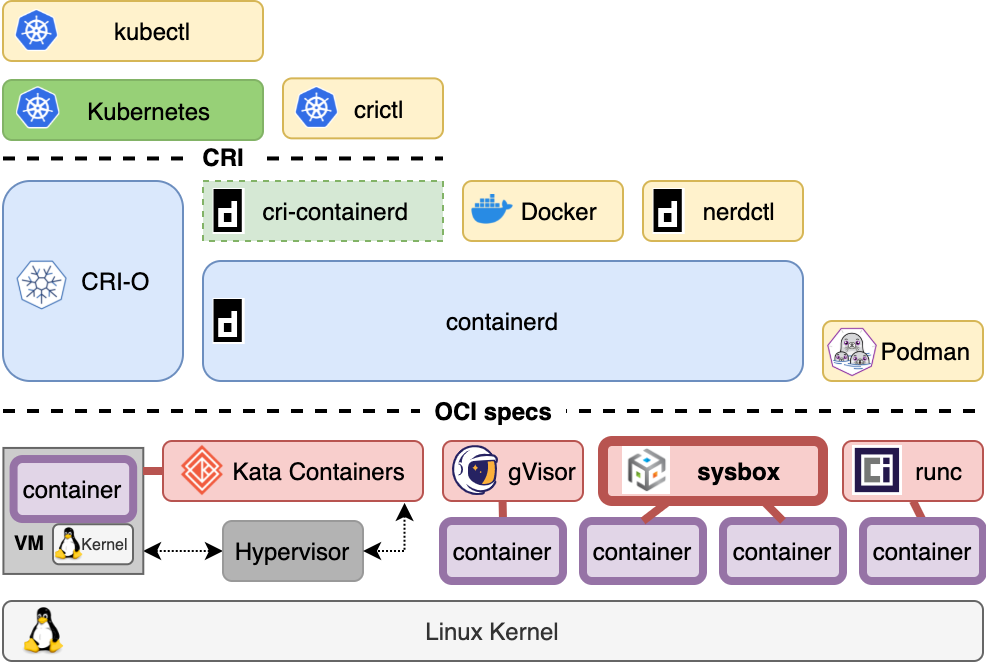 kubectl
Kubernetes
crictl
CRI
cri-containerd
Docker
nerdctl
CRI-O
containerd
Podman
OCI specs
container
Kata Containers
gVisor
sysbox
Ci
runc
VM
Kernel
Hypervisor
container
container
container
container
Linux Kernel